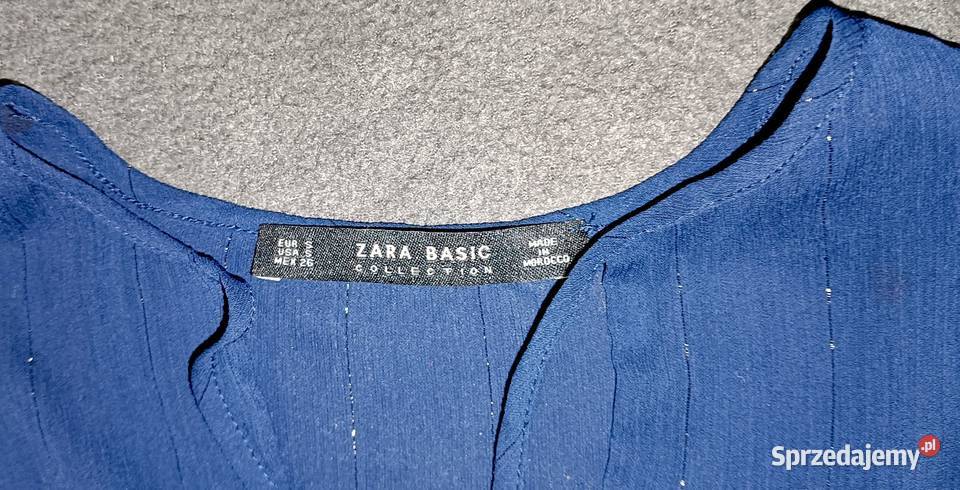 EUR S
USA S
MEX 26
ZARA BASIC
COLLECTION
MADE
IN
MOROCCO
Sprzedajemy.pl